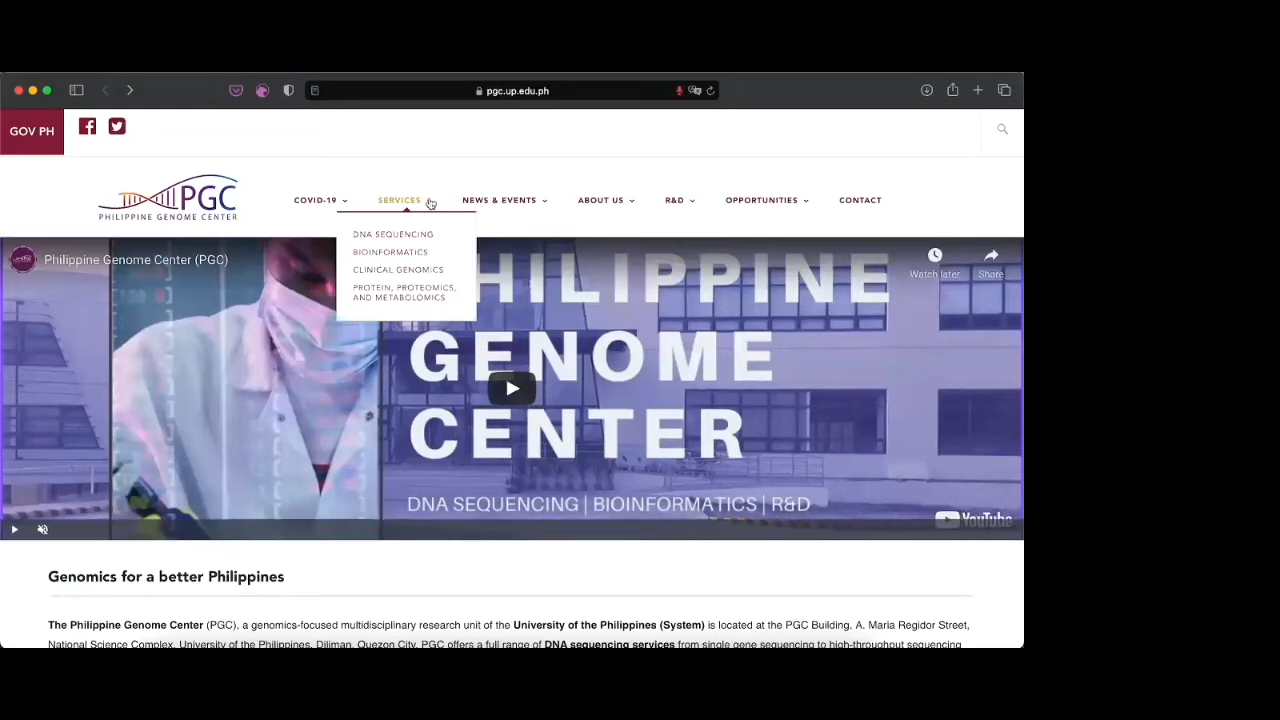 pgc.up.edu.ph
GOV PH
PGC
PHILIPPINE GENOME CENTER
COVID-19
SERVICES
NEWS & EVENTS
ABOUT US
R&D
OPPORTUNITIES
CONTACT
DNA SEQUENCING
BIOINFORMATICS
CLINICAL GENOMICS
PROTEIN, PROTEOMICS,
AND METABOLOMICS
Philippine Genome Center (PGC)
Watch later
Share
PHILIPPINE
GENOME
CENTER
DNA SEQUENCING | BIOINFORMATICS | R&D
YouTube
Genomics for a better Philippines
The Philippine Genome Center (PGC), a genomics-focused multidisciplinary research unit of the University of the Philippines (System) is located at the PGC Building, A. Maria Regidor Street,
National Science Complex, University of the Philippines, Diliman, Quezon City. PGC offers a full range of DNA sequencing services from single gene sequencing to high-throughput sequencing